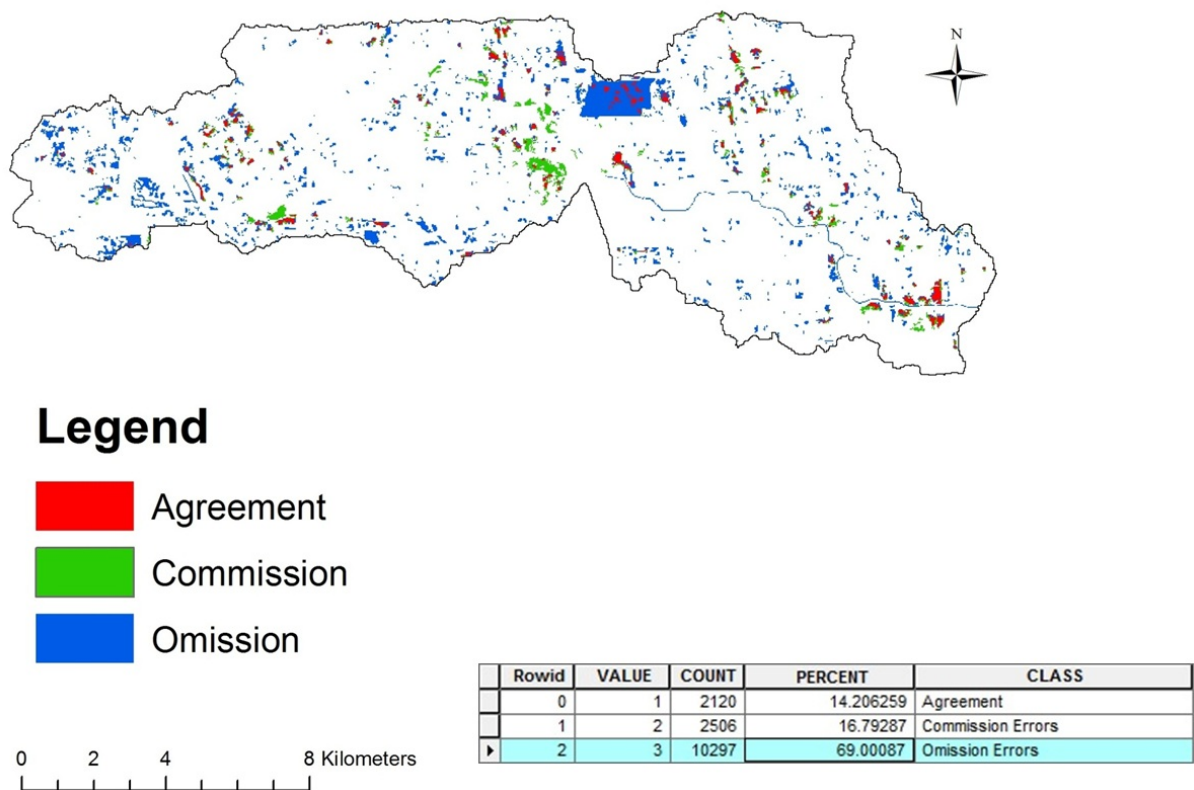 N
Legend
Agreement
Commission
Omission
Rowid VALUE COUNT PERCENT CLASS
0 1 2120 14.206259 Agreement
1 2 2506 16.79287 Commission Errors
2 3 10297 69.00087 Omission Errors
0 2 4 8 Kilometers